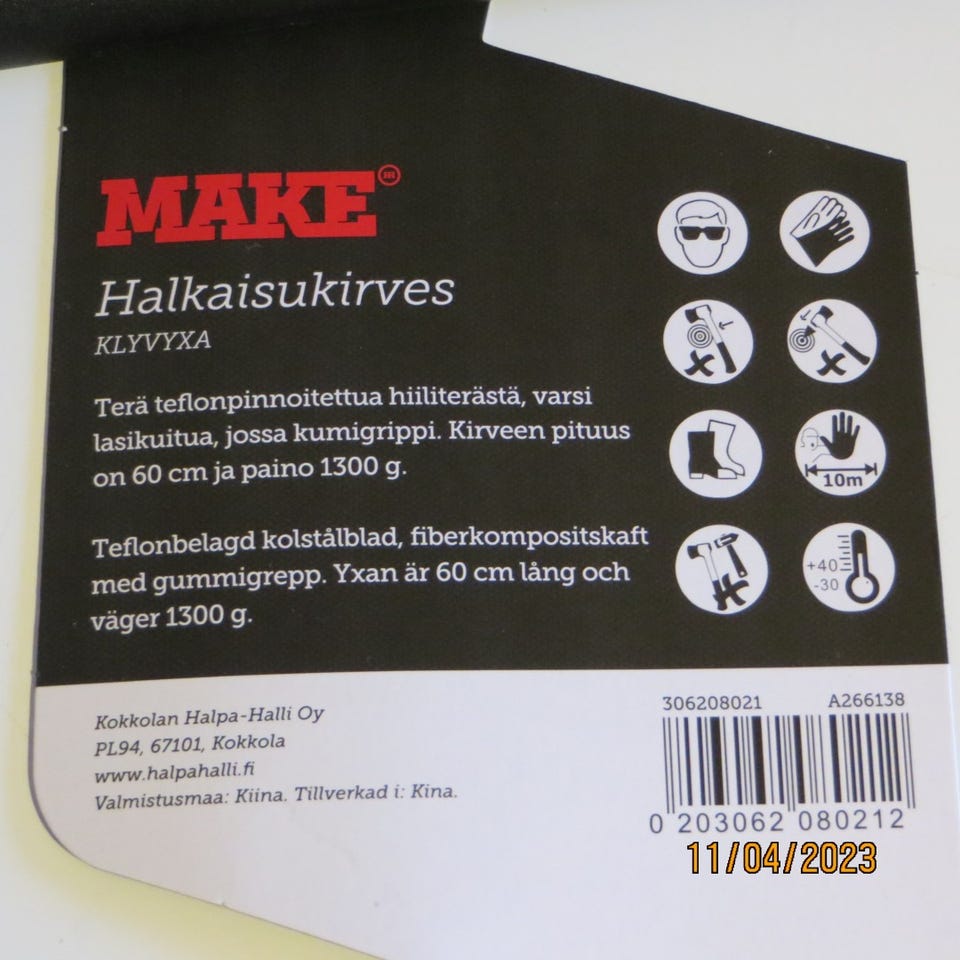 MAKE
Halkaisukirves
KLYVYXA
Terä teflonpinnoitettua hiiliterästä, varsi
lasikuitua, jossa kumigrippi. Kirveen pituus
on 60 cm ja paino 1300 g.
Teflonbelagd kolstålblad, fiberkompositskaft
med gummigrepp. Yxan är 60 cm lång och
väger 1300 g.
10m
+40
-30
Kokkolan Halpa-Halli Oy
PL94, 67101, Kokkola
www.halpahalli.fi
Valmistusmaa: Kiina. Tillverkad i: Kina.
306208021 A266138
0 203062 080212
11/04/2023